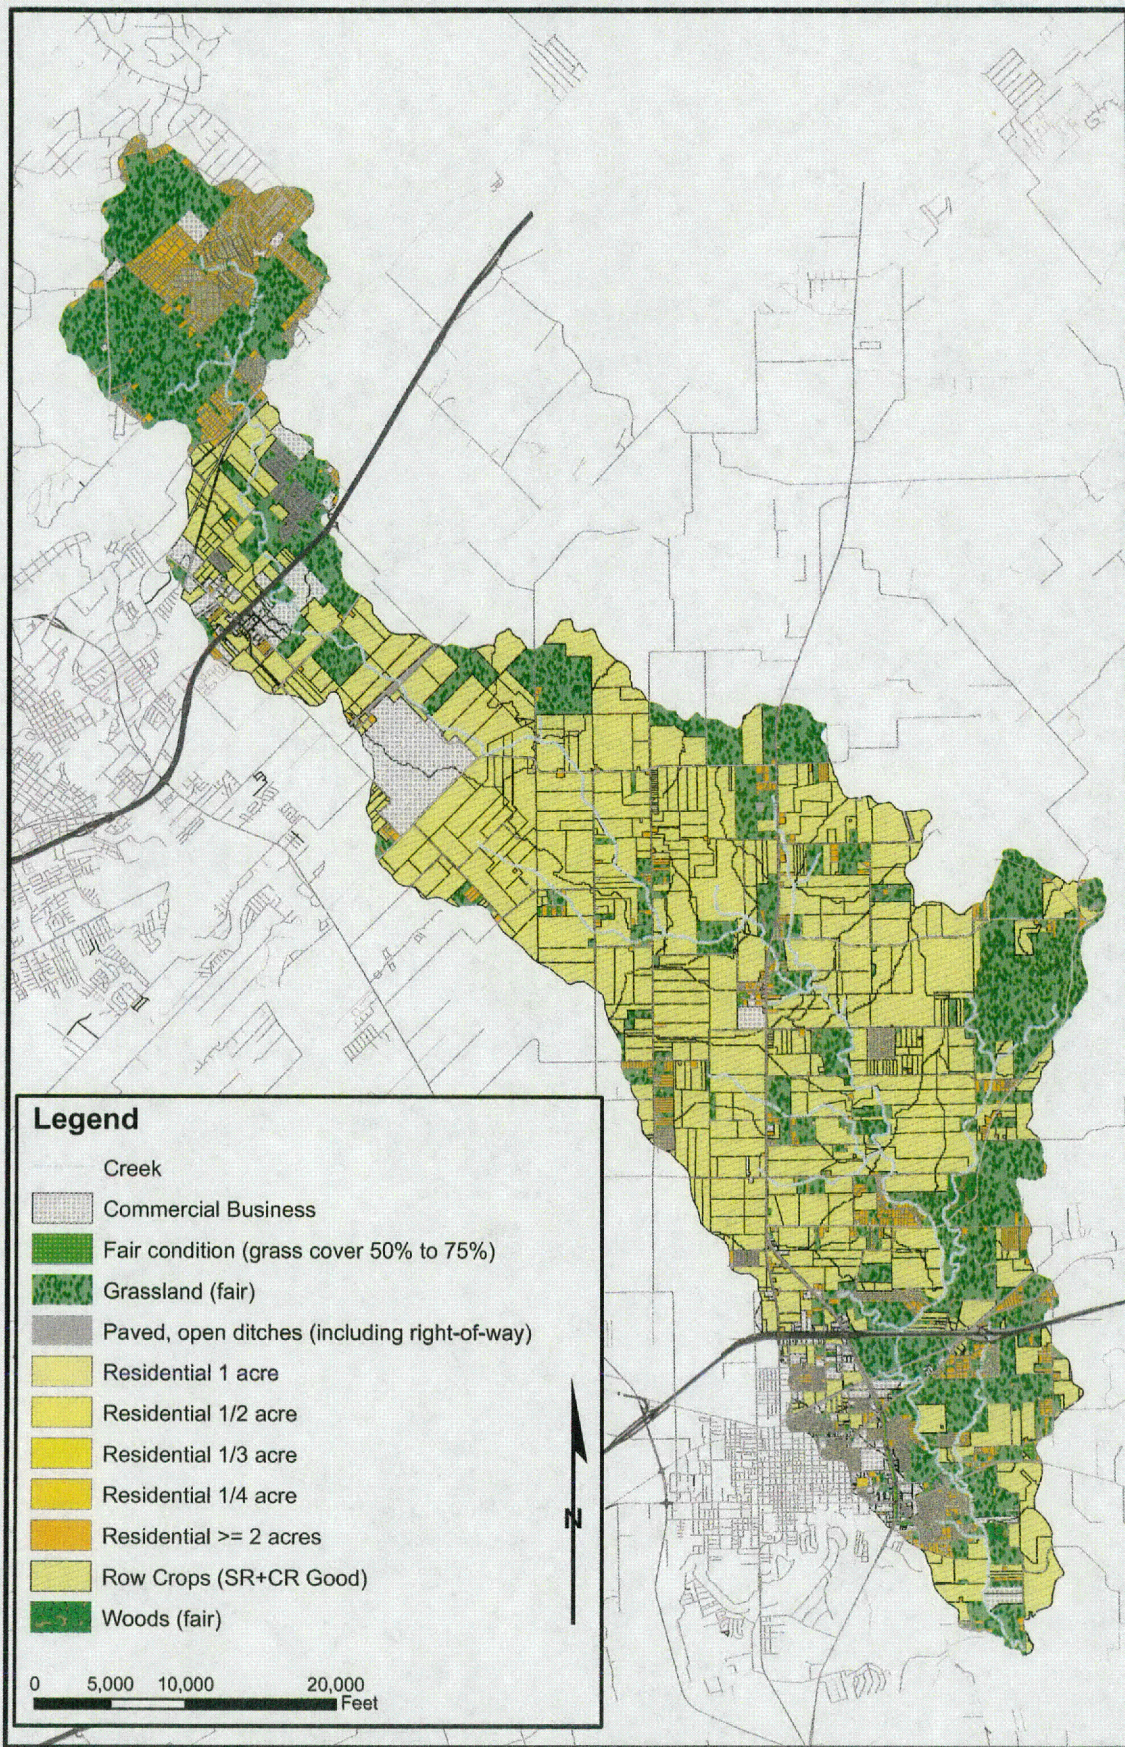 Legend
Creek
Commercial Business
Fair condition (grass cover 50% to 75%)
Grassland (fair)
Paved, open ditches (including right-of-way)
Residential 1 acre
Residential 1/2 acre
Residential 1/3 acre
Residential 1/4 acre
Residential >= 2 acres
Row Crops (SR+CR Good)
Woods (fair)
N
0 5,000 10,000 20,000
Feet